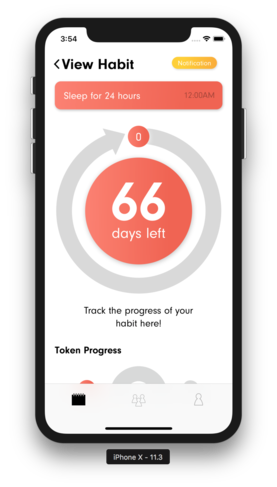 3:54
View Habit
Notification
Sleep for 24 hours 12:00AM
0
66
days left
Track the progress of your
habit here!
Token Progress
iPhone X - 11.3